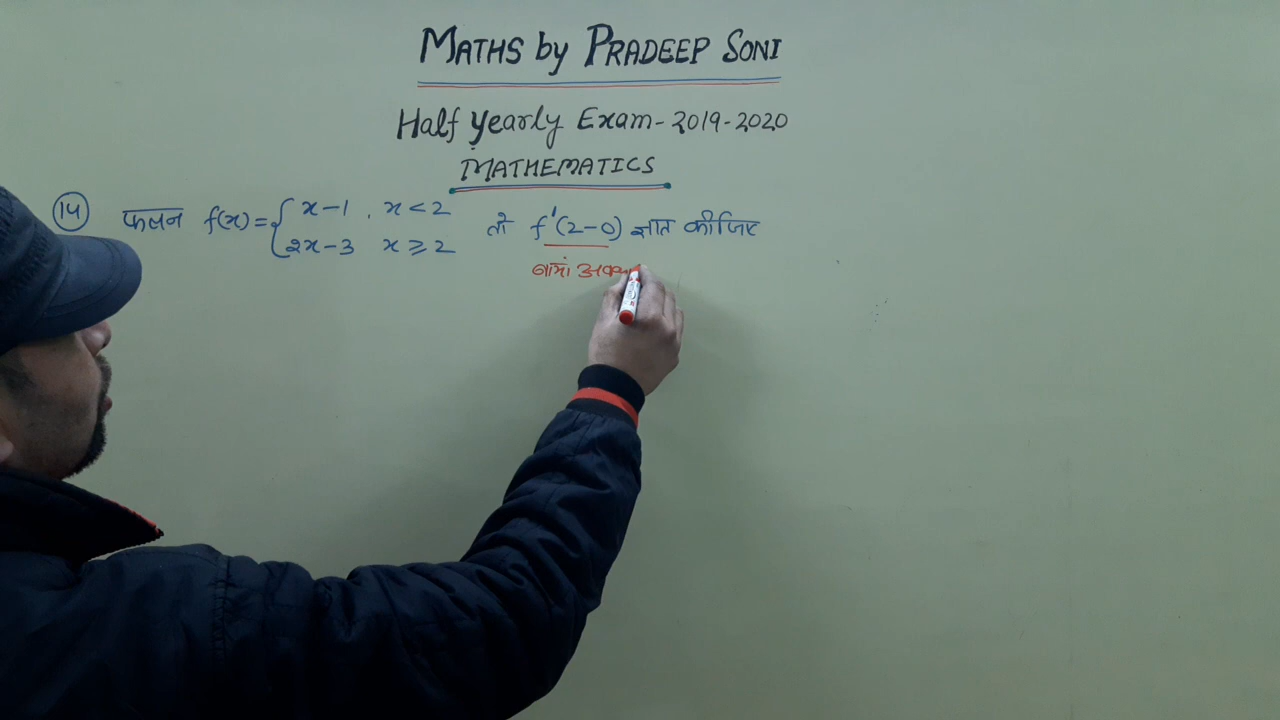 MATHS by PRADEEP SONI
Half Yearly Exam-2019-2020
MATHEMATICS
14 फलन f(x)={ x-1, x<2 तो f'(2-0) ज्ञात कीजिए
2x-3 x≥2
बायां